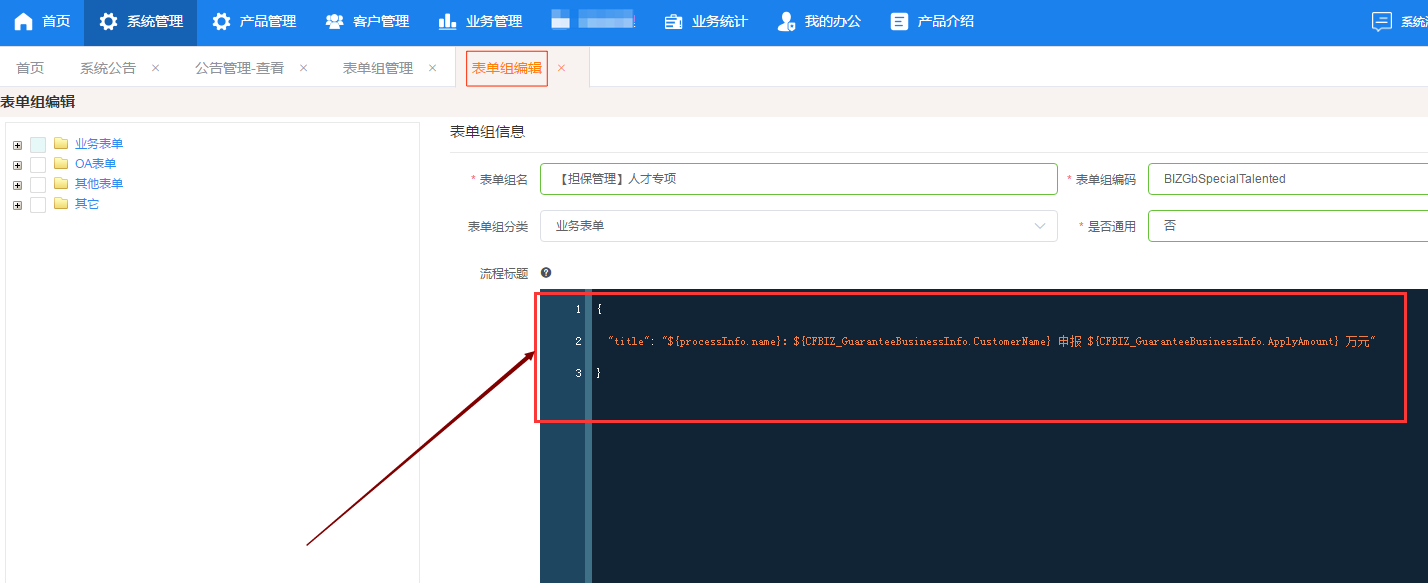 首页 系统管理 产品管理 客户管理 业务管理 业务统计 我的办公 产品介绍
首页 系统公告 × 公告管理-查看 × 表单组管理 × 表单组编辑 ×
表单组编辑
业务表单
OA表单
其他表单
其它
表单组信息
* 表单组名 【担保管理】人才专项 * 表单组编码 BIZGbSpecialTalented
表单组分类 业务表单 * 是否通用 否
流程标题 ?
1 {
2 "title": "${processInfo.name}: ${CFBIZ_GuaranteeBusinessInfo.CustomerName} 申报 ${CFBIZ_GuaranteeBusinessInfo.ApplyAmount} 万元"
3 }